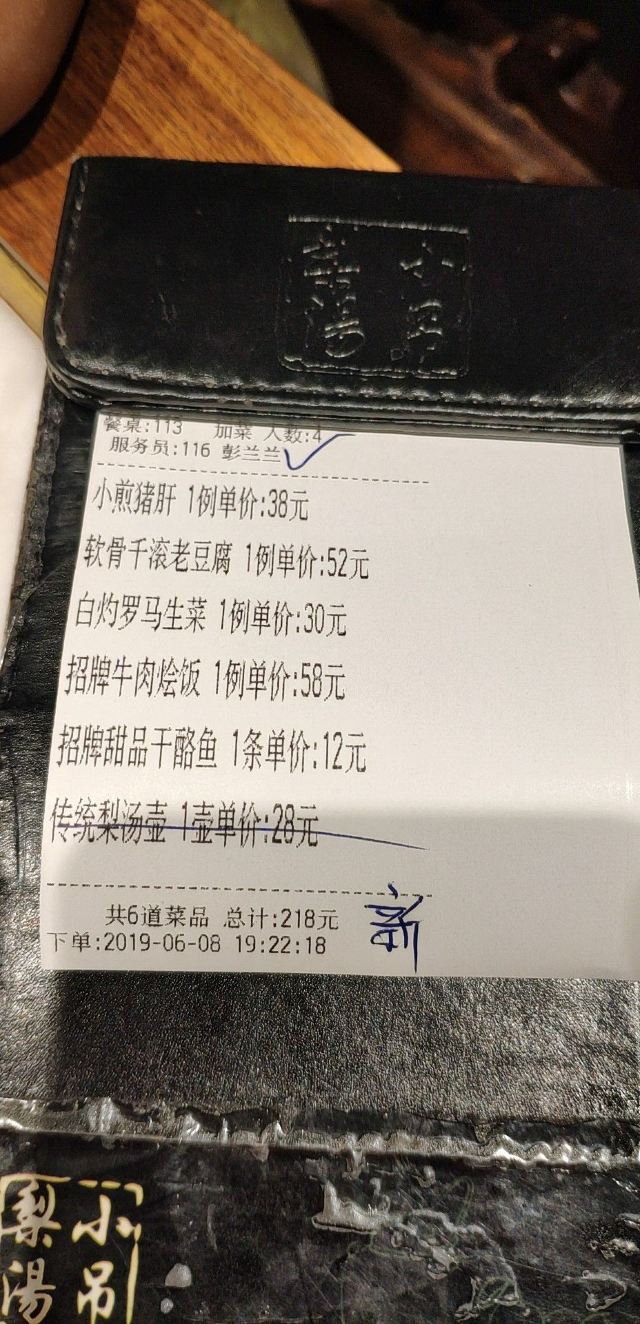 小吊
梨湯
餐桌:113 加菜 人数:4
服务员:116 彭兰兰
小煎猪肝 1例单价:38元
软骨千滚老豆腐 1例单价:52元
白灼罗马生菜 1例单价:30元
招牌牛肉烩饭 1例单价:58元
招牌甜品干酪鱼 1条单价:12元
传统梨汤壶 1壶单价:28元
共6道菜品 总计:218元
下单:2019-06-08 19:22:18
小吊
梨湯